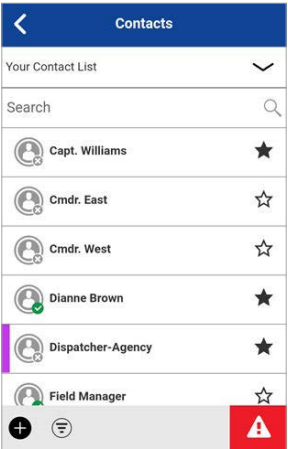 Contacts
Your Contact List
Search
Capt. Williams
Cmdr. East
Cmdr. West
Dianne Brown
Dispatcher-Agency
Field Manager